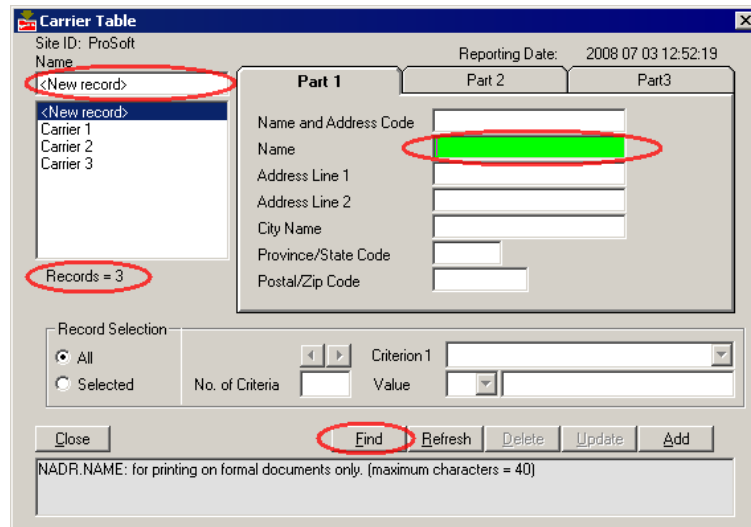 Carrier Table
Site ID: ProSoft
Reporting Date: 2008 07 03 12:52:19
Name
<New record>
<New record>
Carrier 1
Carrier 2
Carrier 3
Records = 3
Part 1 Part 2 Part3
Name and Address Code
Name
Address Line 1
Address Line 2
City Name
Province/State Code
Postal/Zip Code
Record Selection
All
Selected
No. of Criteria
Criterion 1
Value
Close Find Refresh Delete Update Add
NADR.NAME: for printing on formal documents only. (maximum characters = 40)